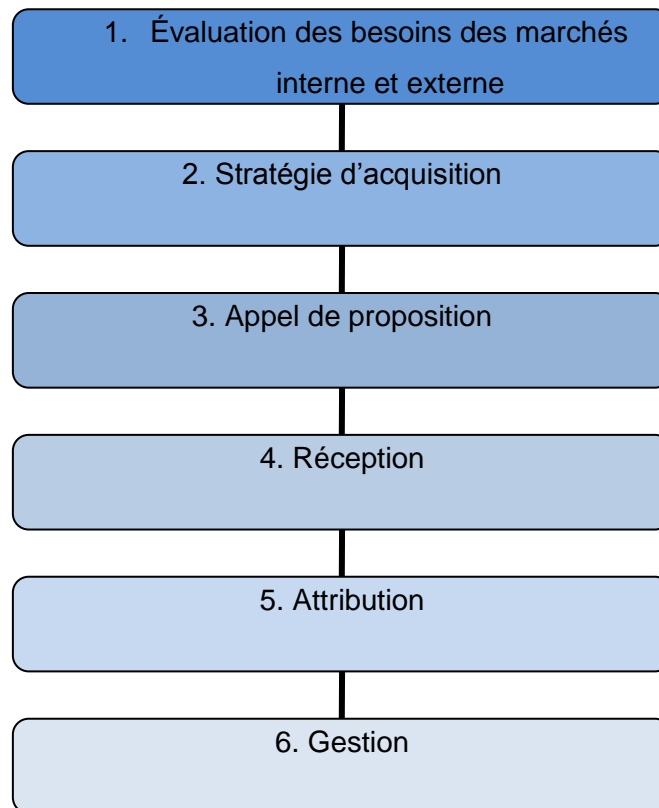 1. Évaluation des besoins des marchés
interne et externe
2. Stratégie d’acquisition
3. Appel de proposition
4. Réception
5. Attribution
6. Gestion